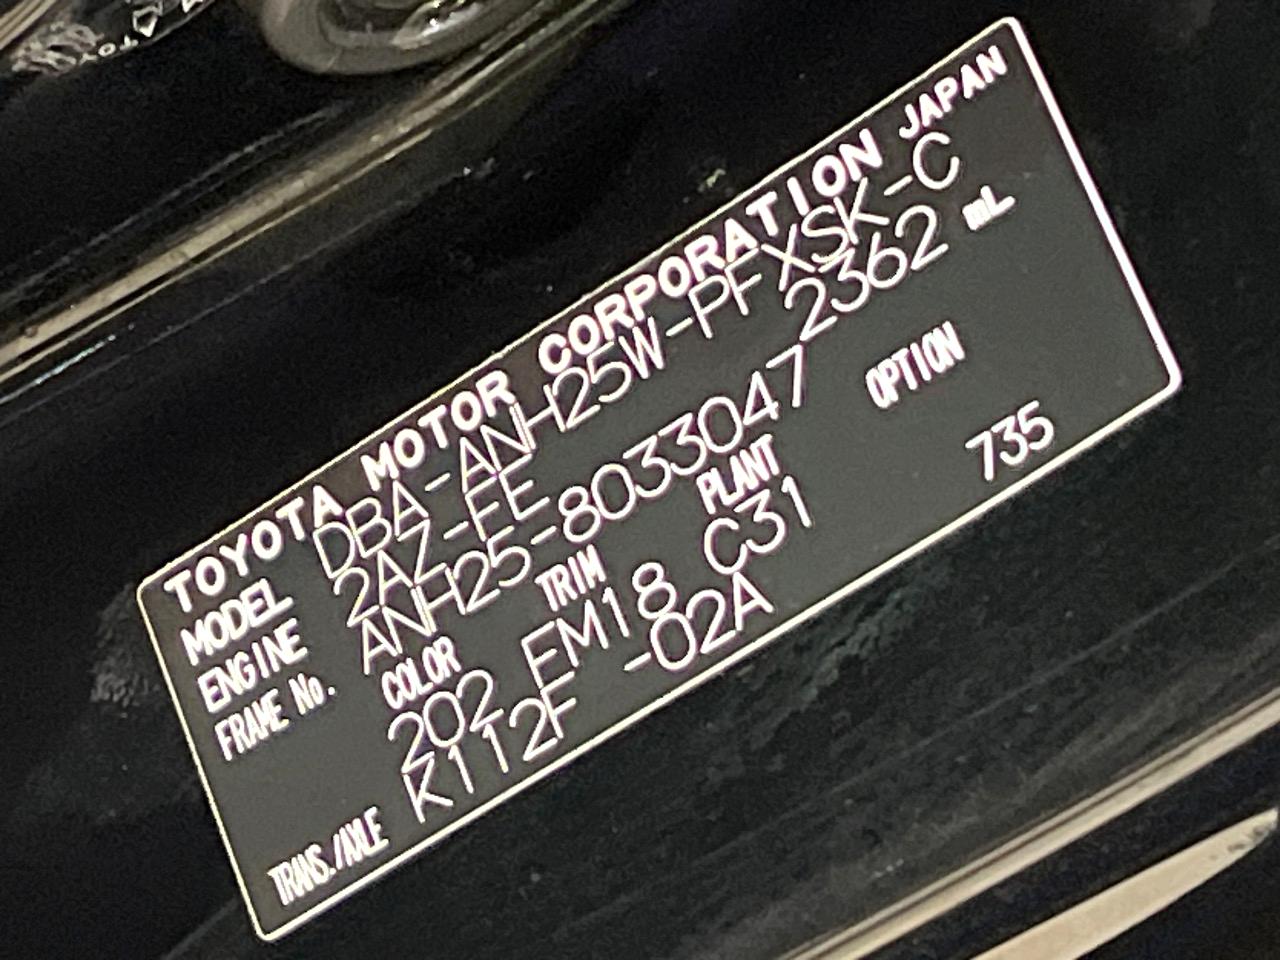 TOYOTA MOTOR CORPORATION JAPAN
MODEL DBA-ANH25W-PFXSK-C
ENGINE 2AZ-FE 2362 mL
FRAME No. ANH25-8033047
COLOR TRIM PLANT OPTION
202 FM18 C31 735
TRANS./AXLE K112F -02A